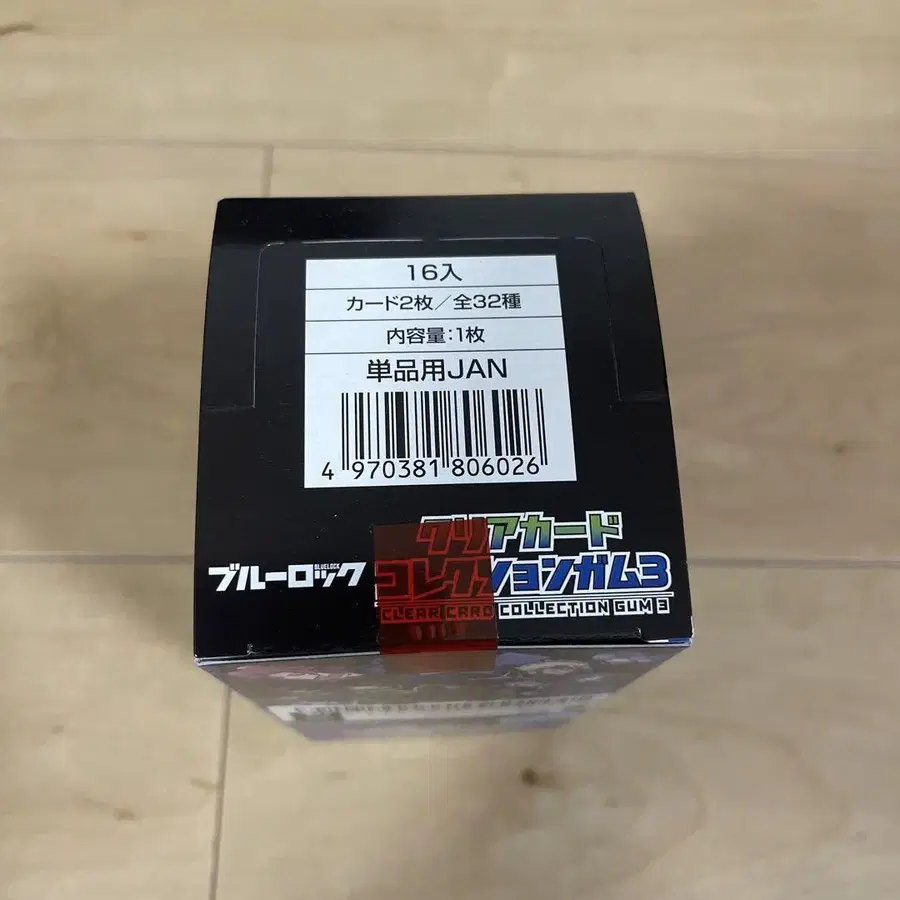 16入
カード2枚/全32種
内容量:1枚
単品用JAN
4 970381 806026
クリアカード
ブルーロック
BLUELOCK
コレクションガム3
CLEAR CARD COLLECTION GUM 3